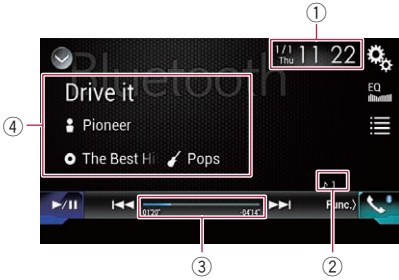 ①
1/1 Thu 11 22
Bluetooth
Drive it
EQ
④
Pioneer
The Best Hi Pops
1
01'20" -04'14" Func.
③ ②